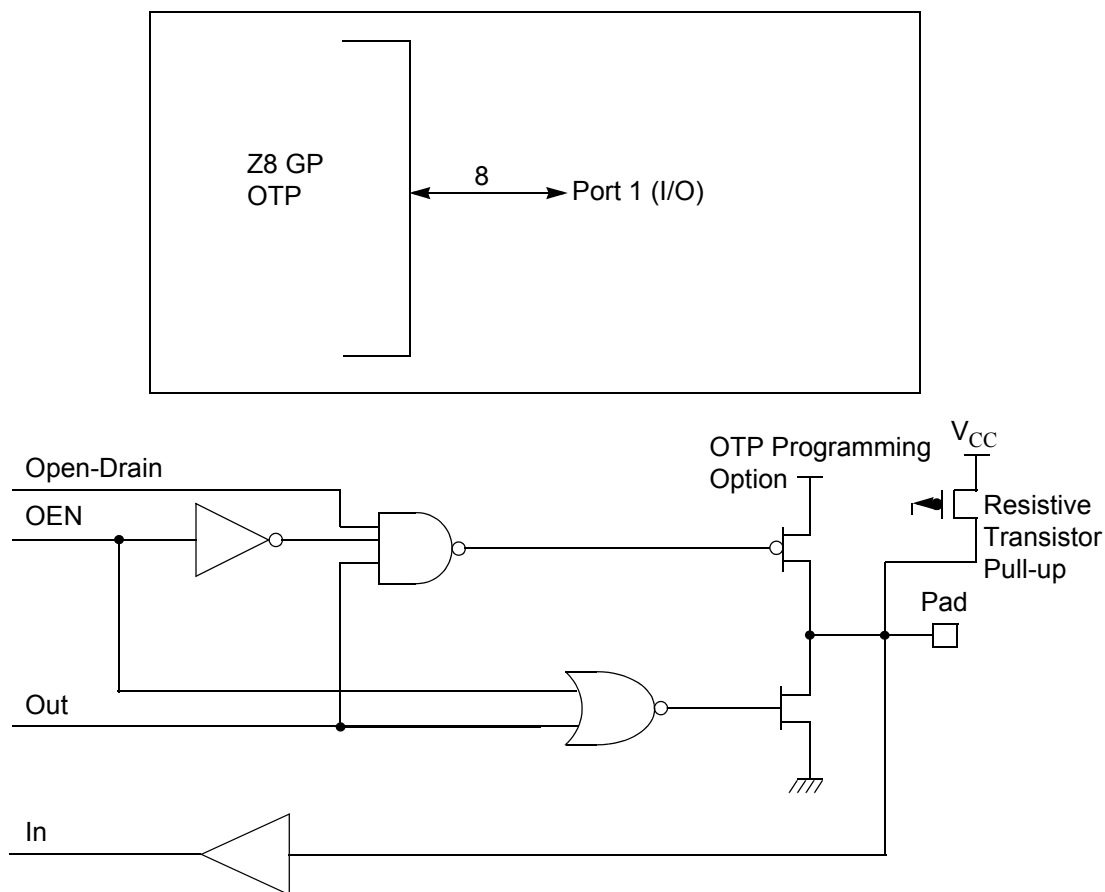 Z8 GP
OTP
8
Port 1 (I/O)
Open-Drain
OEN
OTP Programming
Option
VCC
Resistive
Transistor
Pull-up
Pad
Out
In